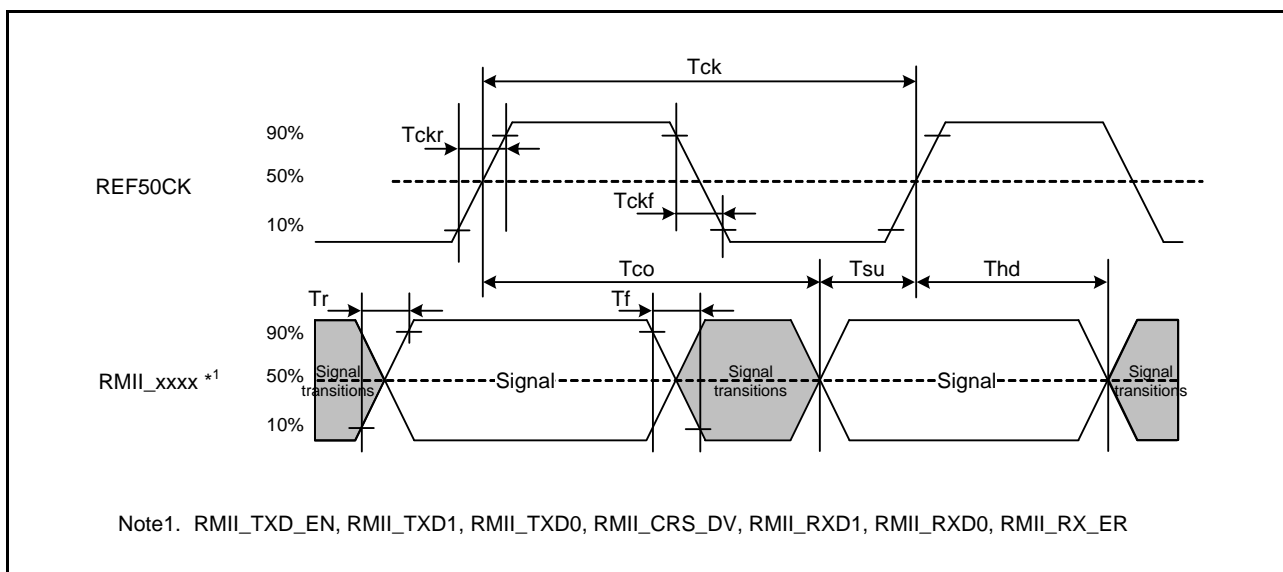 Tck
90%
Tckr
REF50CK
50%
Tckf
10%
Tco
Tsu
Thd
Tr
Tf
90%
RMII_xxxx *1
50%
Signal transitions
Signal
Signal transitions
Signal
Signal transitions
10%
Note1. RMII_TXD_EN, RMII_TXD1, RMII_TXD0, RMII_CRS_DV, RMII_RXD1, RMII_RXD0, RMII_RX_ER